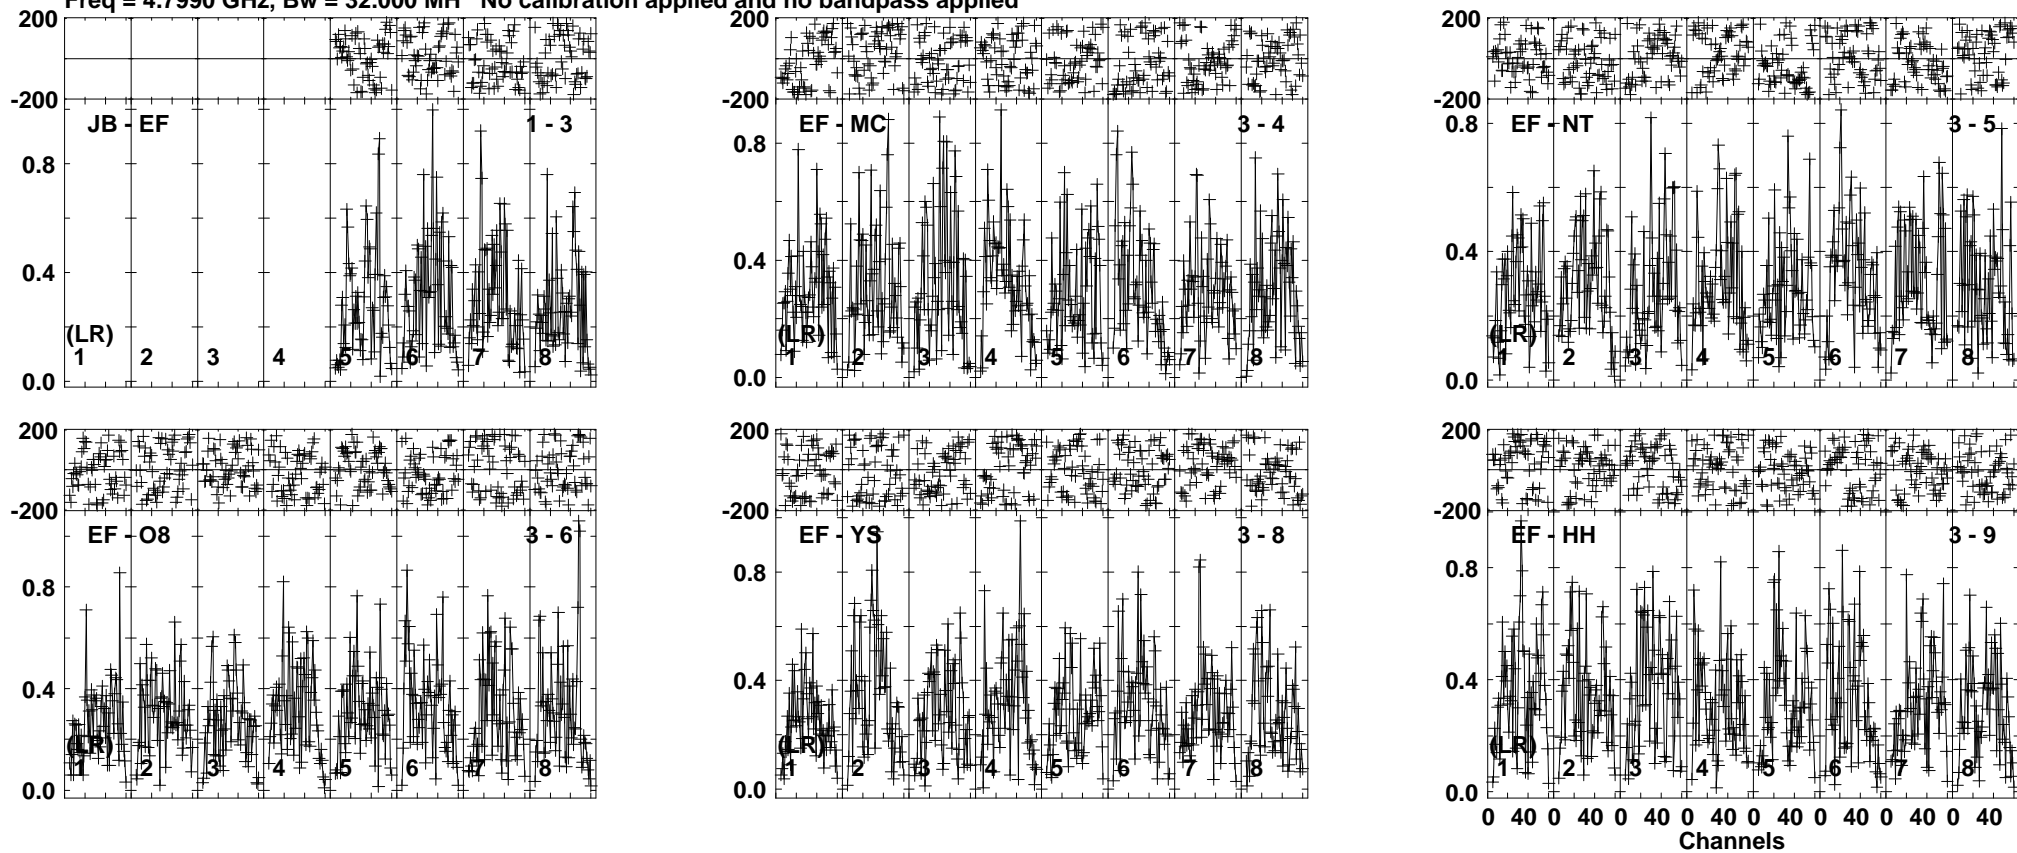 Freq = 4.7990 GHz, Bw = 32.000 MH No calibration applied and no bandpass applied
200
-200
JB - EF 1 - 3
0.8
0.4
0.0
(LR)
1 2 3 4 5 6 7 8
200
-200
EF - MC 3 - 4
0.8
0.4
0.0
(LR)
1 2 3 4 5 6 7 8
200
-200
EF - NT 3 - 5
0.8
0.4
0.0
(LR)
1 2 3 4 5 6 7 8
200
-200
EF - O8 3 - 6
0.8
0.4
0.0
(LR)
1 2 3 4 5 6 7 8
200
-200
EF - YS 3 - 8
0.8
0.4
0.0
(LR)
1 2 3 4 5 6 7 8
200
-200
EF - HH 3 - 9
0.8
0.4
0.0
(LR)
1 2 3 4 5 6 7 8
0 40 0 40 0 40 0 40 0 40 0 40 0 40 0 40
Channels